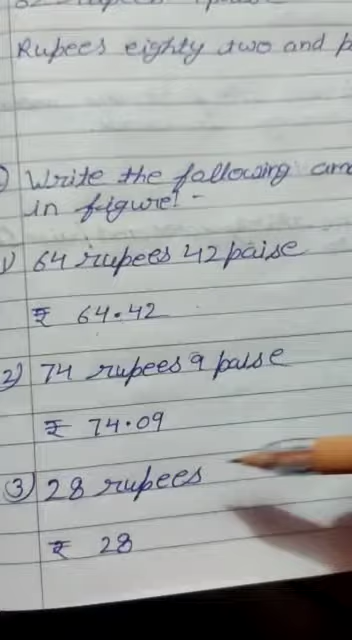 Rupees eighty two and
Write the following
in figure! -
1) 64 rupees 42 paise
₹ 64.42
2) 74 rupees 9 paise
₹ 74.09
③ 28 rupees
₹ 28